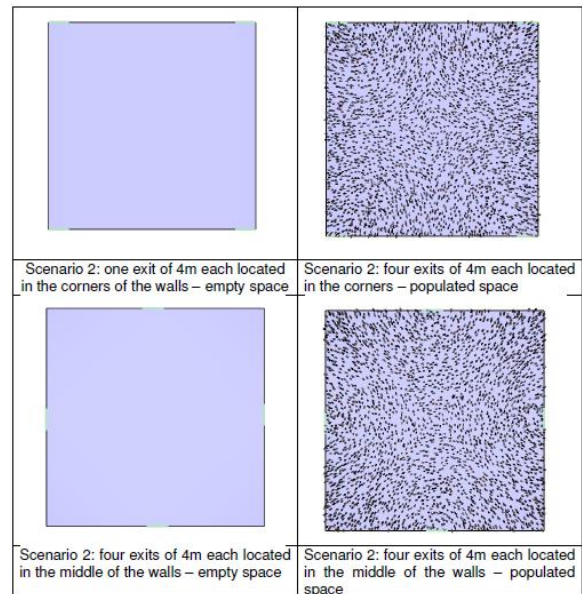 Scenario 2: one exit of 4m each located
in the corners of the walls – empty space
Scenario 2: four exits of 4m each located
in the corners – populated space
Scenario 2: four exits of 4m each located
in the middle of the walls – empty space
Scenario 2: four exits of 4m each located
in the middle of the walls – populated
space